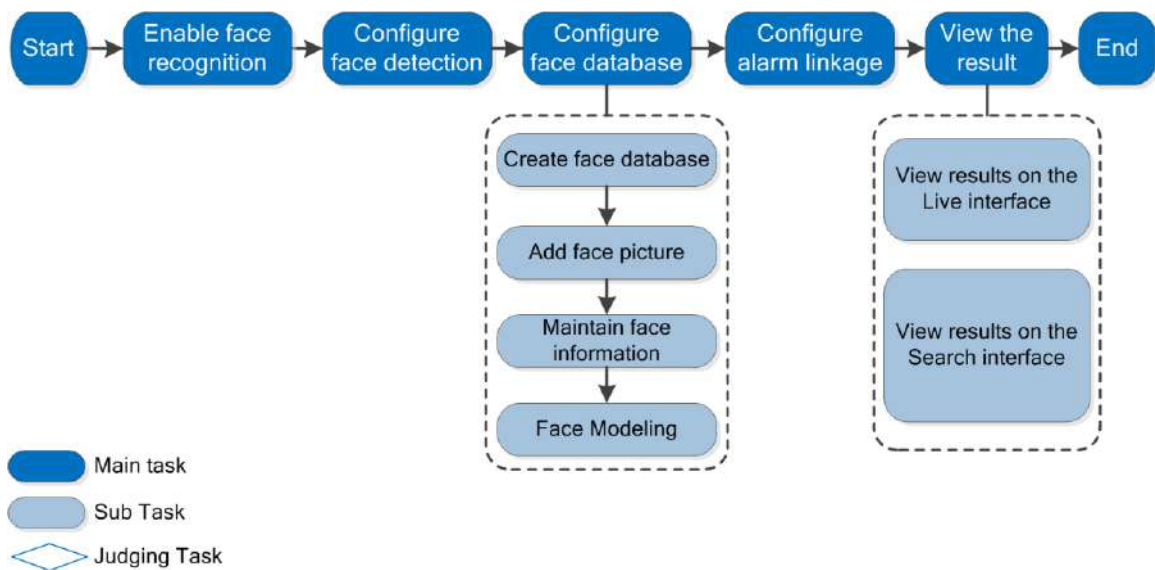 Start
Enable face
recognition
Configure
face detection
Configure
face database
Configure
alarm linkage
View the
result
End
Create face database
Add face picture
Maintain face
information
Face Modeling
View results on the
Live interface
View results on the
Search interface
Main task
Sub Task
Judging Task